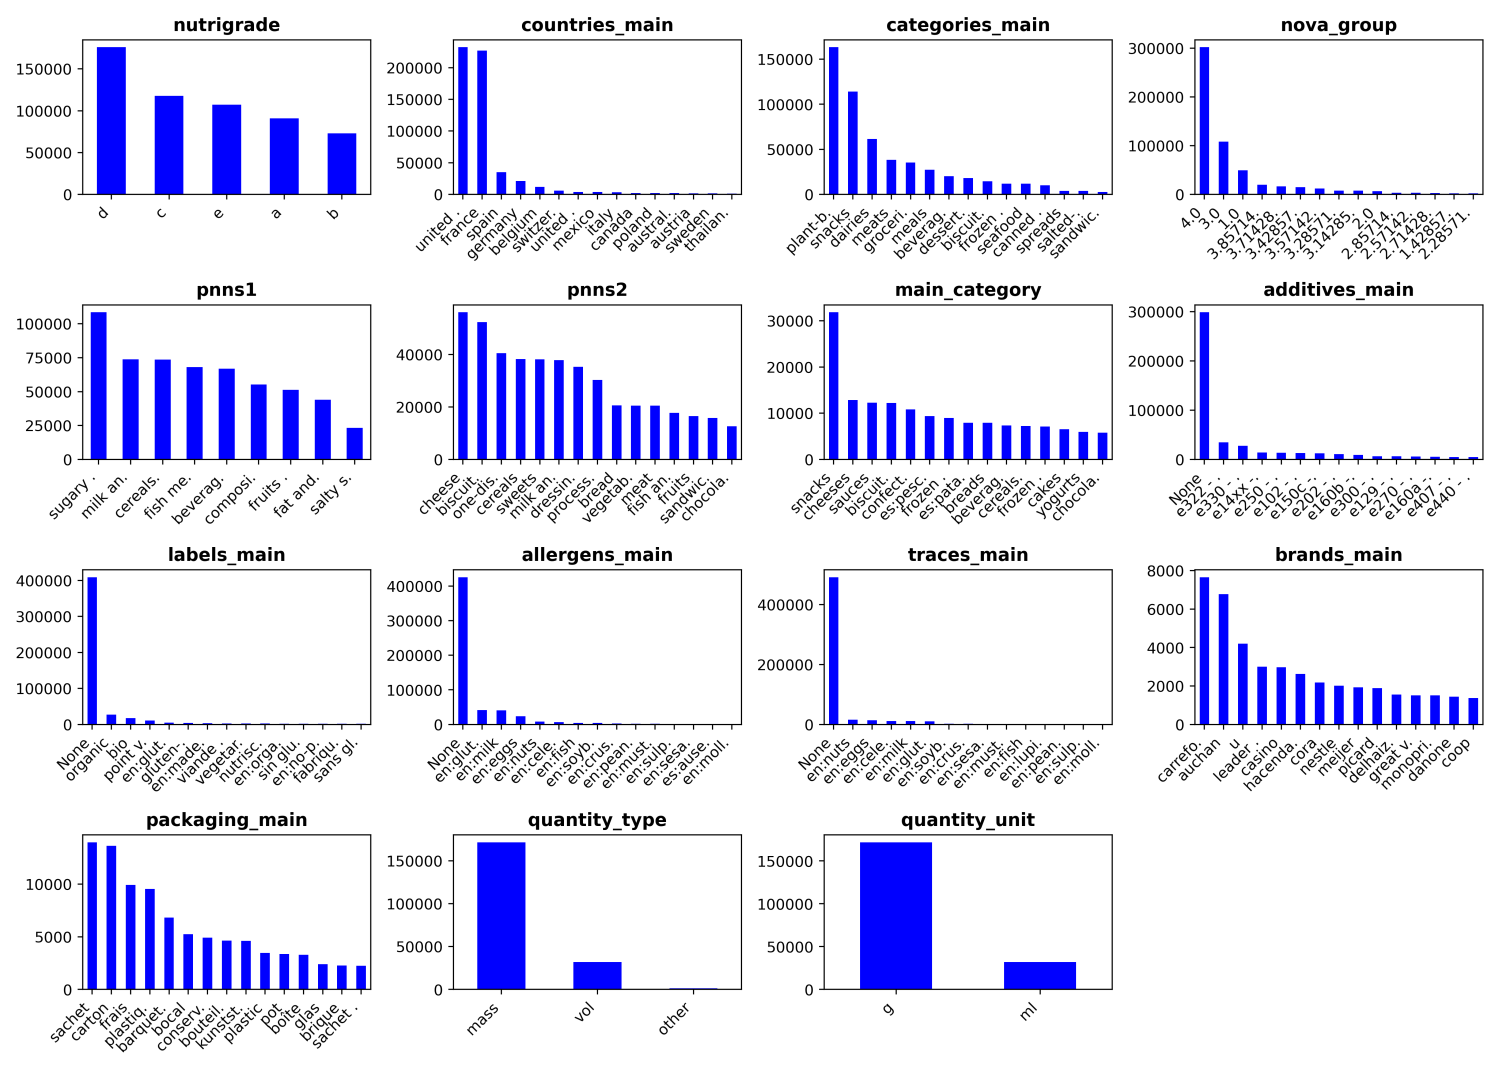 nutrigrade
150000
100000
50000
0
d c e a b
countries_main
200000
150000
100000
50000
0
united . france spain germany belgium switzer. united . mexico italy canada poland austral. austria sweden thailan.
categories_main
150000
100000
50000
0
plant-b. snacks dairies meats groceri. meals beverag. dessert. biscuit. frozen . seafood canned . spreads salted-. sandwic.
nova_group
300000
200000
100000
0
4.0 3.0 1.0 3.85714. 3.71428. 3.42857. 3.57142. 3.28571. 3.14285. 2.0 2.85714. 2.57142. 2.71428. 1.42857. 2.28571.
pnns1
100000
75000
50000
25000
0
sugary . milk an. cereals. fish me. beverag. composi. fruits . fat and. salty s.
pnns2
40000
20000
0
cheese biscuit. one-dis. cereals sweets milk an. dressin. process. bread vegetab. meat fish an. fruits sandwic. chocola.
main_category
30000
20000
10000
0
snacks cheeses sauces biscuit. confect. es:pesc. frozen . es:pata. breads beverag. cereals. frozen . cakes yogurts chocola.
additives_main
300000
200000
100000
0
None e322 -. e330 -. e14xx -. e250 -. e102 -. e150c -. e202 -. e160b -. e300 -. e129 -. e270 -. e160a -. e407 -. e440 -.
labels_main
400000
300000
200000
100000
0
None organic bio point v. en:glut. gluten-. en:made. viande . vegetar. nutrisc. en:orga. sin glu. en:no-p. fabriqu. sans gl.
allergens_main
400000
300000
200000
100000
0
None en:glut. en:milk en:eggs en:nuts en:cele. en:fish en:soyb. en:crus. en:pean. en:must. en:sulp. en:sesa. es:ause. en:moll.
traces_main
400000
200000
0
None en:nuts en:eggs en:cele. en:milk en:glut. en:soyb. en:crus. en:sesa. en:must. en:fish en:lupi. en:pean. en:sulp. en:moll.
brands_main
8000
6000
4000
2000
0
carrefo. auchan u leader . casino hacenda. cora nestle meijer picard delhaiz. great v. monopri. danone coop
packaging_main
10000
5000
0
sachet carton frais plastiq. barquet. bocal conserv. bouteil. kunstst. plastic pot boîte glas brique sachet .
quantity_type
150000
100000
50000
0
mass vol other
quantity_unit
150000
100000
50000
0
g ml